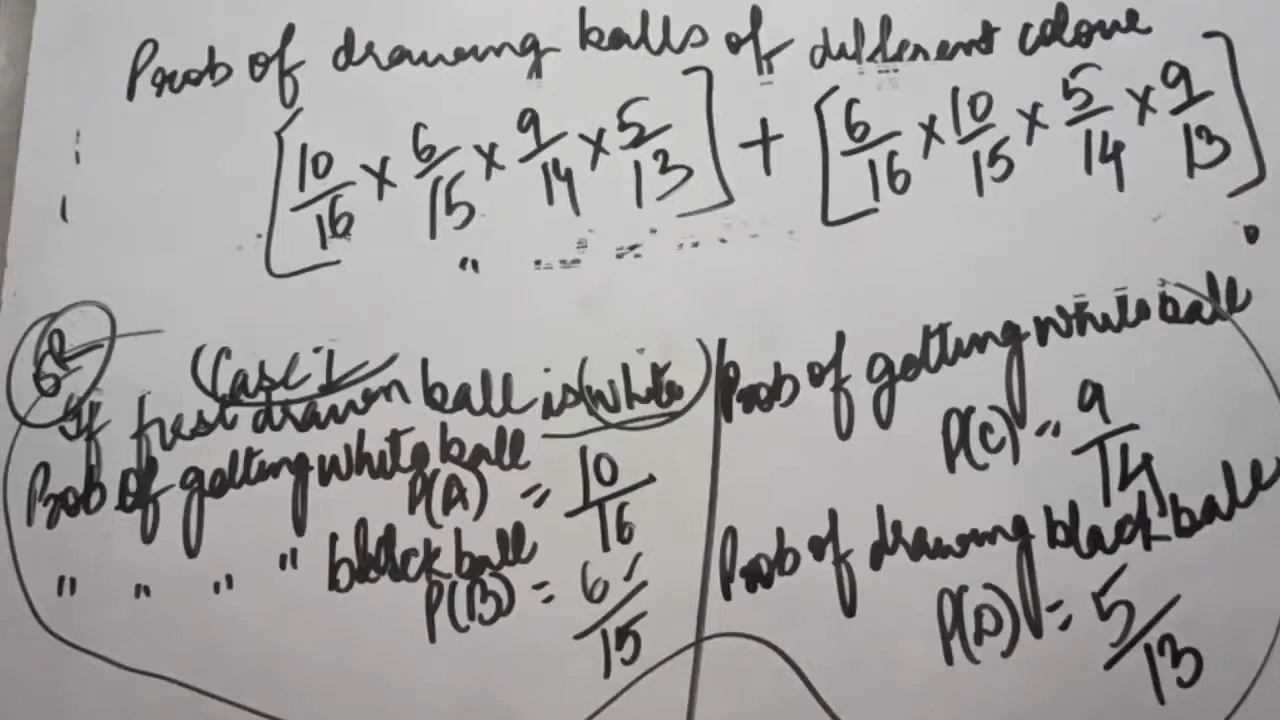 Prob of drawing balls of different colour
[10/16 × 6/15 × 9/14 × 5/13] + [6/16 × 10/15 × 5/14 × 9/13]
Case 1
If first drawn ball is (white)
Prob of getting white ball
P(A) = 10/16
" " " " black ball
P(B) = 6/15
Prob of getting white ball
P(C) = 9/14
Prob of drawing black ball
P(D) = 5/13